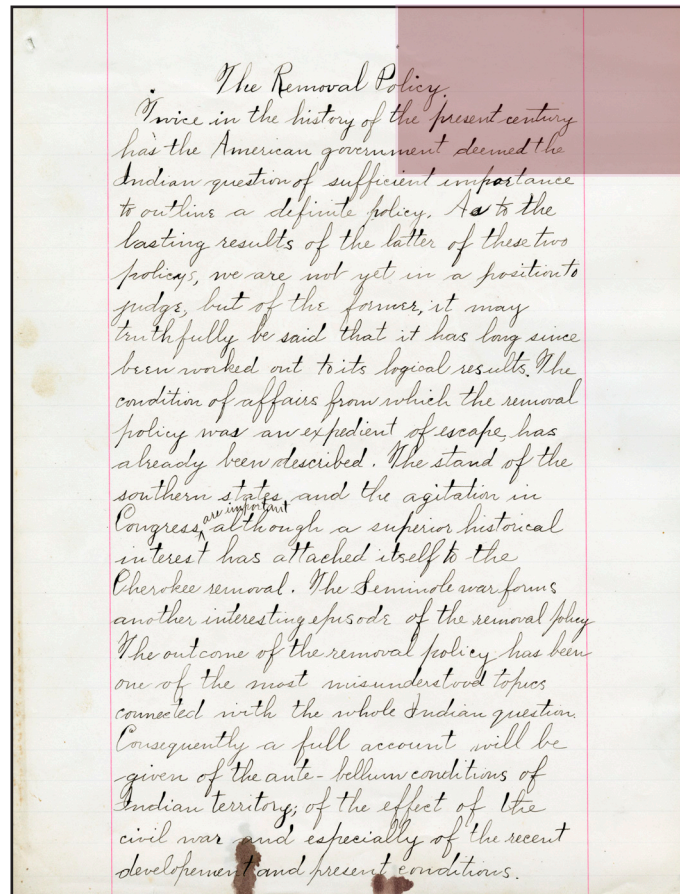 The Removal Policy.
Twice in the history of the present century
has the American government deemed the
Indian question of sufficient importance
to outline a definite policy. As to the
lasting results of the latter of these two
policys, we are not yet in a position to
judge, but of the former, it may
truthfully be said that it has long since
been worked out to its logical results. The
condition of affairs from which the removal
policy was an expedient of escape, has
already been described. The stand of the
southern states and the agitation in
are important
Congress, although a superior historical
interest has attached itself to the
Cherokee removal. The Seminole war forms
another interesting episode of the removal policy
The outcome of the removal policy has been
one of the most misunderstood topics
connected with the whole Indian question.
Consequently a full account will be
given of the ante-bellum conditions of
Indian territory; of the effect of the
civil war and especially of the recent
developement and present conditions.